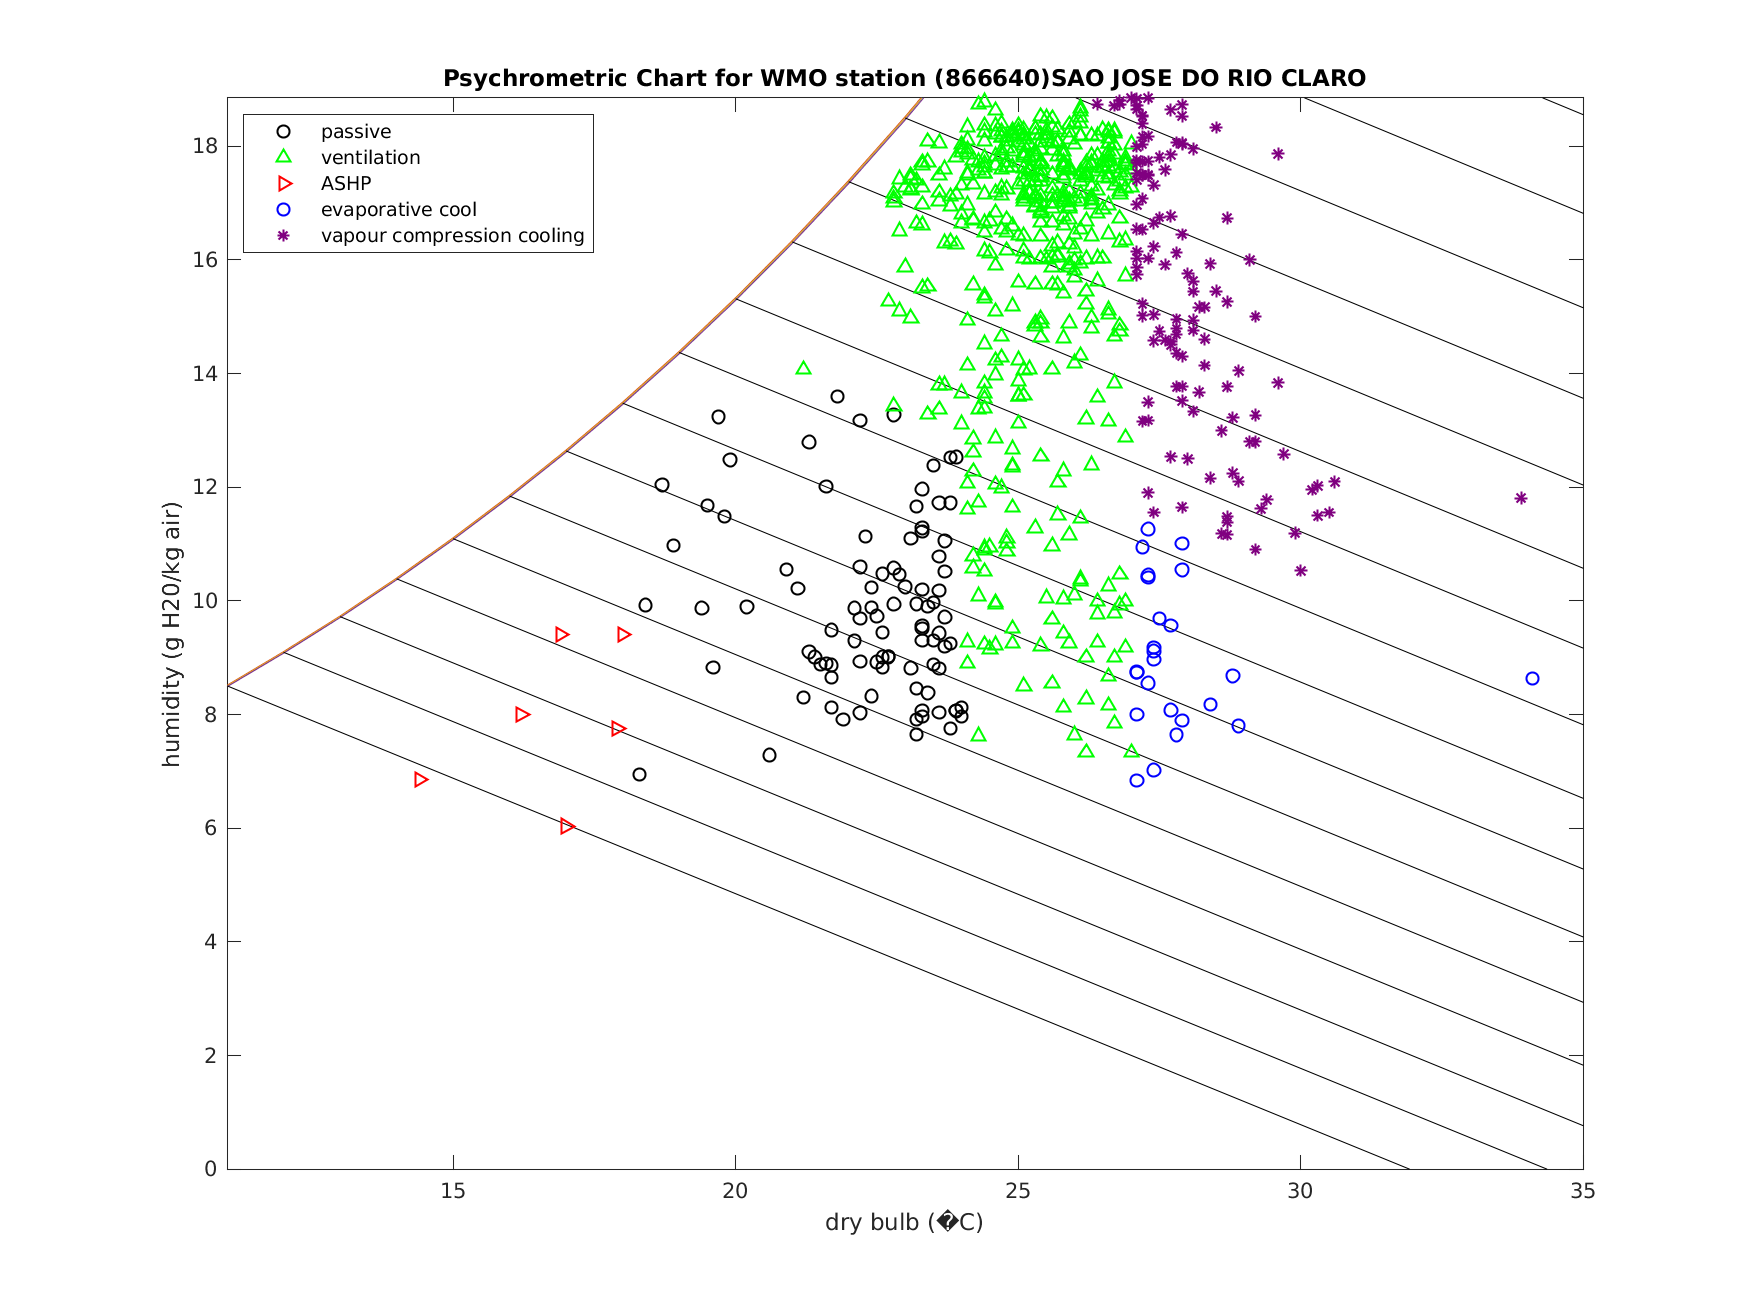 Psychrometric Chart for WMO station (866640)SAO JOSE DO RIO CLARO
passive
ventilation
ASHP
evaporative cool
vapour compression cooling
humidity (g H20/kg air)
18
16
14
12
10
8
6
4
2
0
15 20 25 30 35
dry bulb (�C)